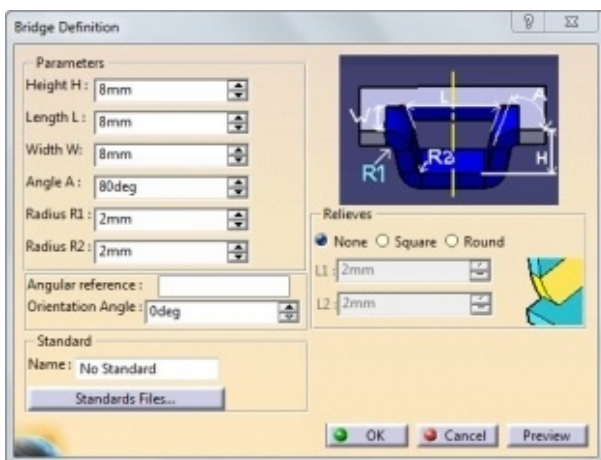 Bridge Definition
Parameters
Height H : 8mm
Length L : 8mm
Width W: 8mm
Angle A : 80deg
Radius R1 : 2mm
Radius R2 : 2mm
Angular reference :
Orientation Angle : 0deg
Standard
Name : No Standard
Standards Files...
L
A
W
H
R1
R2
Relieves
None Square Round
L1 : 2mm
L2 : 2mm
OK Cancel Preview